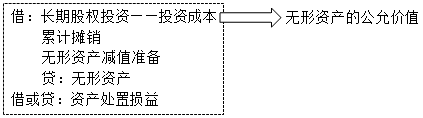 借：长期股权投资——投资成本
无形资产的公允价值
累计摊销
无形资产减值准备
贷：无形资产
借或贷：资产处置损益